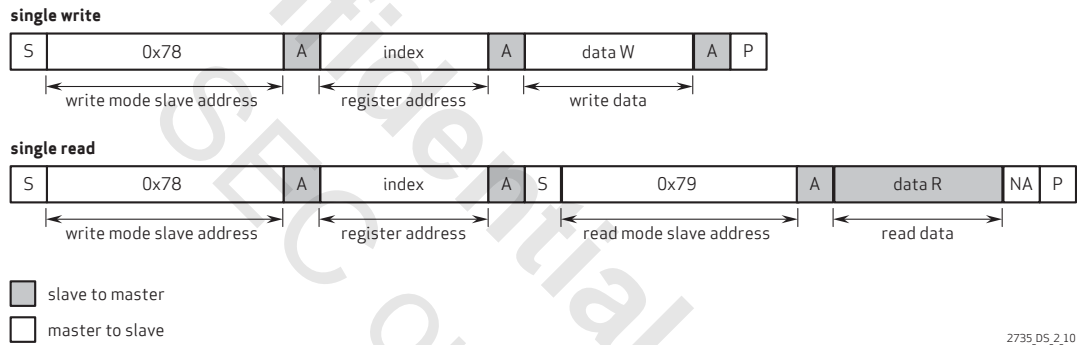 single write
S 0x78 A index A data W A P
write mode slave address register address write data
single read
S 0x78 A index A S 0x79 A data R NA P
write mode slave address register address read mode slave address read data
slave to master
master to slave
2735_DS_2_10
nfidential
SEC